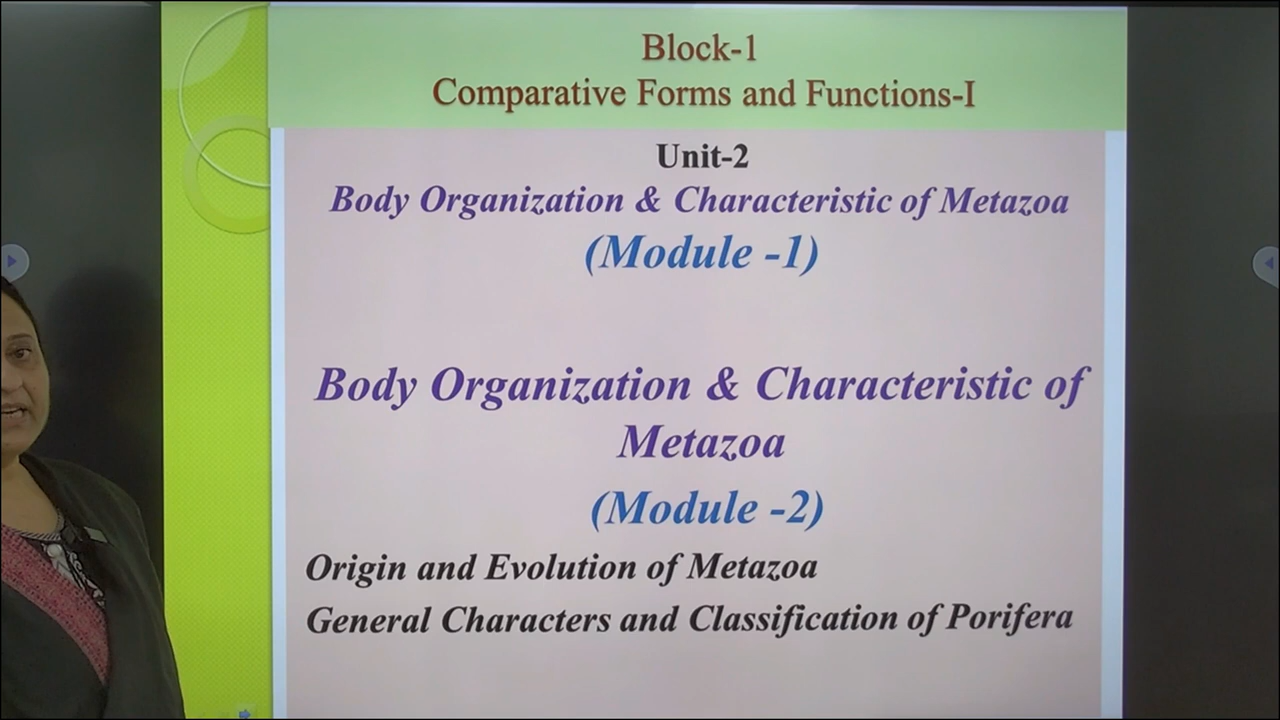 Block-1
Comparative Forms and Functions-I
Unit-2
Body Organization & Characteristic of Metazoa
(Module -1)
Body Organization & Characteristic of
Metazoa
(Module -2)
Origin and Evolution of Metazoa
General Characters and Classification of Porifera